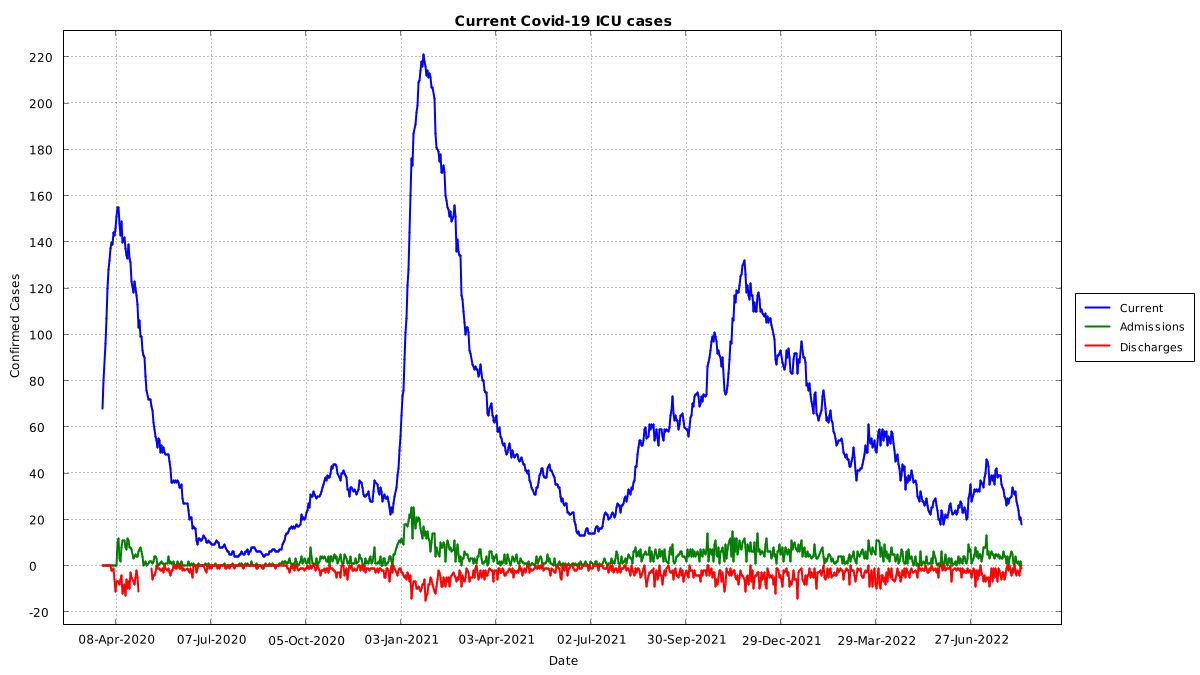 Current Covid-19 ICU cases
220
200
180
160
140
120
100
80
60
40
20
0
-20
Confirmed Cases
08-Apr-2020 07-Jul-2020 05-Oct-2020 03-Jan-2021 03-Apr-2021 02-Jul-2021 30-Sep-2021 29-Dec-2021 29-Mar-2022 27-Jun-2022
Date
Current
Admissions
Discharges